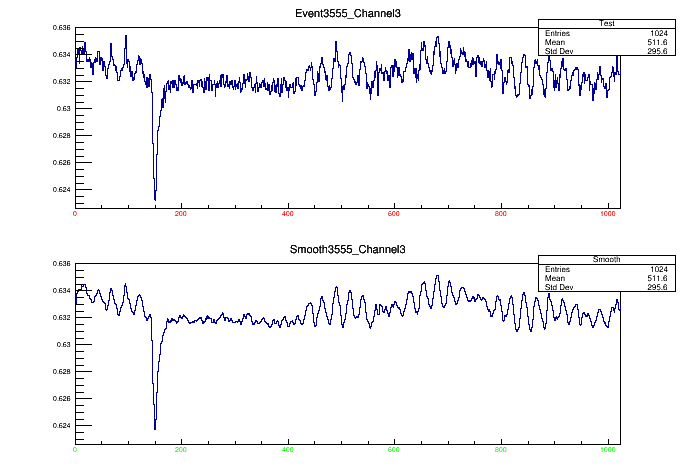 Event3555_Channel3
Test
Entries 1024
Mean 511.6
Std Dev 295.6
0.636
0.634
0.632
0.63
0.628
0.626
0.624
0 200 400 600 800 1000
Smooth3555_Channel3
Smooth
Entries 1024
Mean 511.6
Std Dev 295.6
0.636
0.634
0.632
0.63
0.628
0.626
0.624
0 200 400 600 800 1000